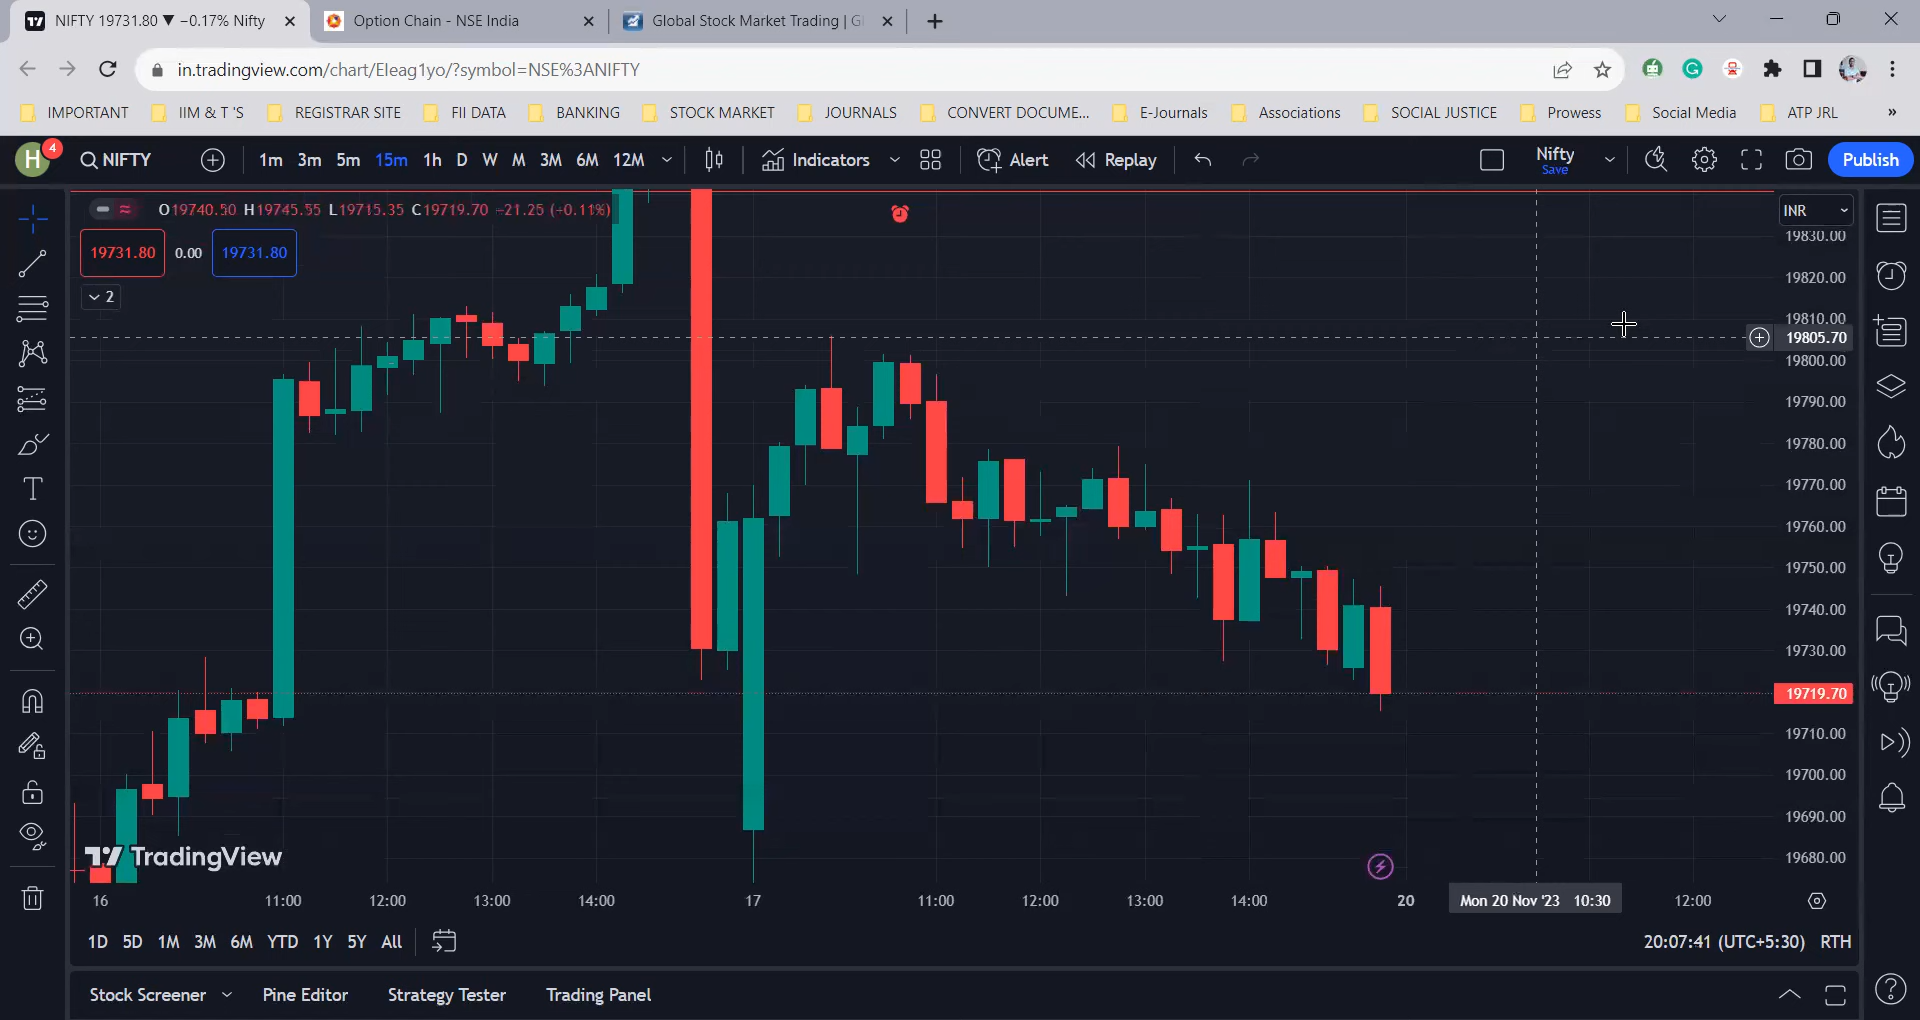 NIFTY 19731.80 ▼ −0.17% Nifty
Option Chain - NSE India
Global Stock Market Trading | Gl
in.tradingview.com/chart/Eleag1yo/?symbol=NSE%3ANIFTY
IMPORTANT IIM & T 'S REGISTRAR SITE FII DATA BANKING STOCK MARKET JOURNALS CONVERT DOCUME... E-Journals Associations SOCIAL JUSTICE Prowess Social Media ATP JRL »
H 4 NIFTY 1m 3m 5m 15m 1h D W M 3M 6M 12M Indicators Alert Replay Nifty Publish
Save
O19740.50 H19745.55 L19715.35 C19719.70 −21.25 (−0.11%) INR
19830.00
19731.80 0.00 19731.80
19820.00
2
19810.00
19805.70
19800.00
19790.00
19780.00
19770.00
19760.00
19750.00
19740.00
19730.00
19719.70
19710.00
19700.00
19690.00
TradingView 19680.00
16 11:00 12:00 13:00 14:00 17 11:00 12:00 13:00 14:00 20 Mon 20 Nov '23 10:30 12:00
1D 5D 1M 3M 6M YTD 1Y 5Y All 20:07:41 (UTC+5:30) RTH
Stock Screener Pine Editor Strategy Tester Trading Panel